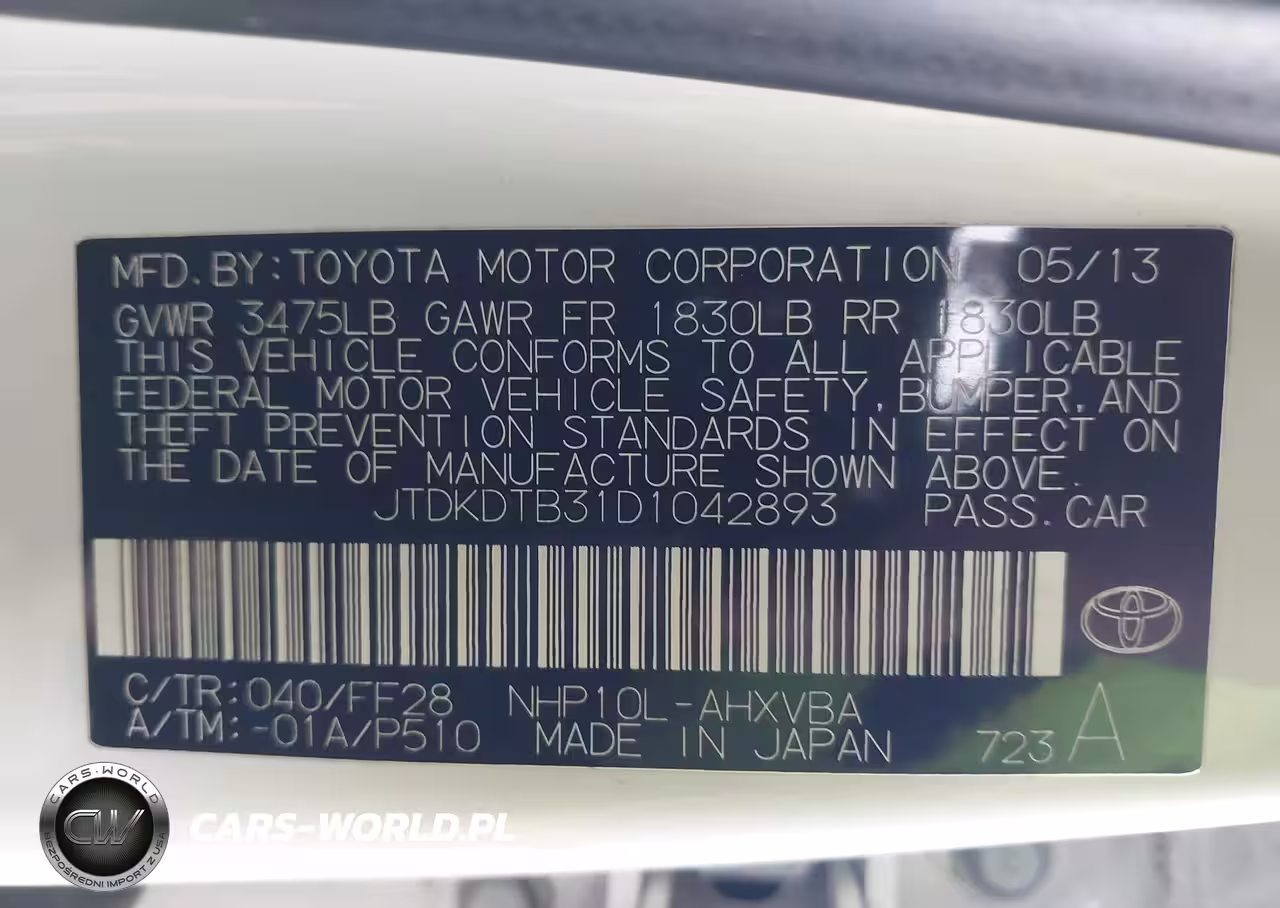 MFD.BY:TOYOTA MOTOR CORPORATION 05/13
GVWR 3475LB GAWR FR 1830LB RR 1830LB
THIS VEHICLE CONFORMS TO ALL APPLICABLE
FEDERAL MOTOR VEHICLE SAFETY,BUMPER,AND
THEFT PREVENTION STANDARDS IN EFFECT ON
THE DATE OF MANUFACTURE SHOWN ABOVE.
JTDKDTB31D1042893 PASS.CAR
C/TR:040/FF28 NHP10L-AHXVBA
A/TM:-01A/P510 MADE IN JAPAN 723 A
CARS-WORLD
CW
BEZPOŚREDNI IMPORT Z USA
CARS-WORLD.PL